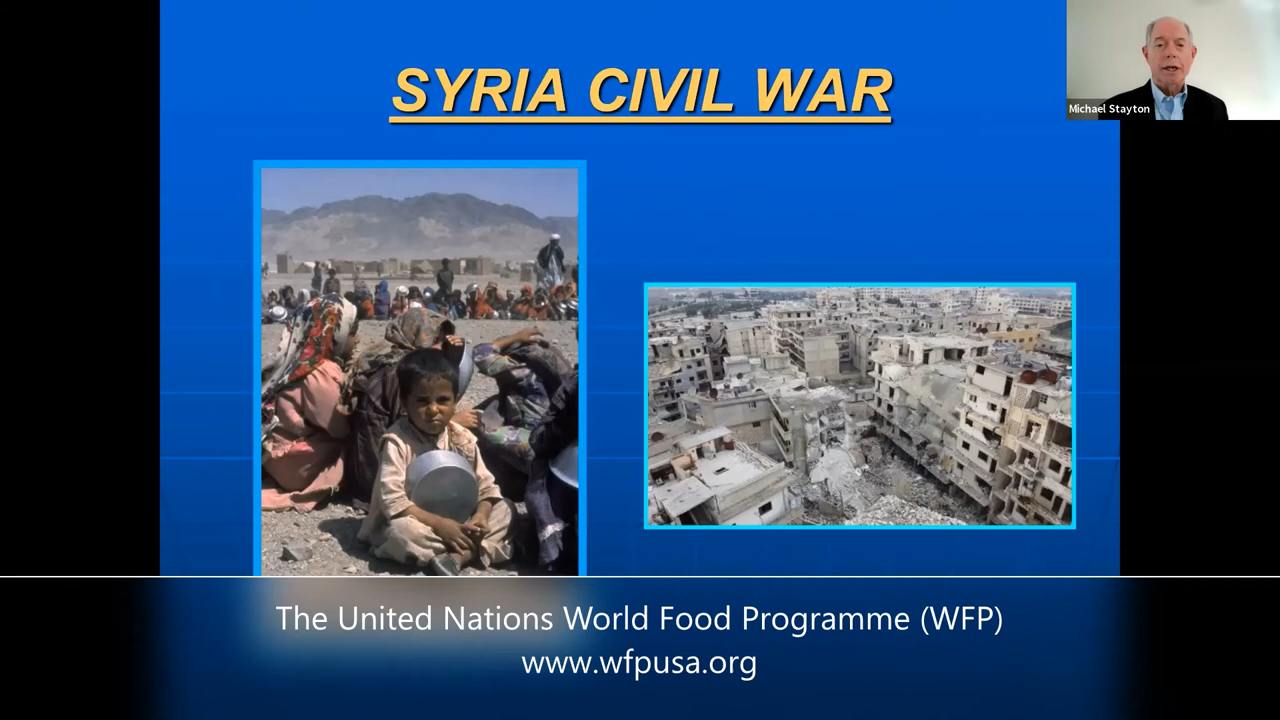 SYRIA CIVIL WAR
Michael Stayton
The United Nations World Food Programme (WFP)
www.wfpusa.org